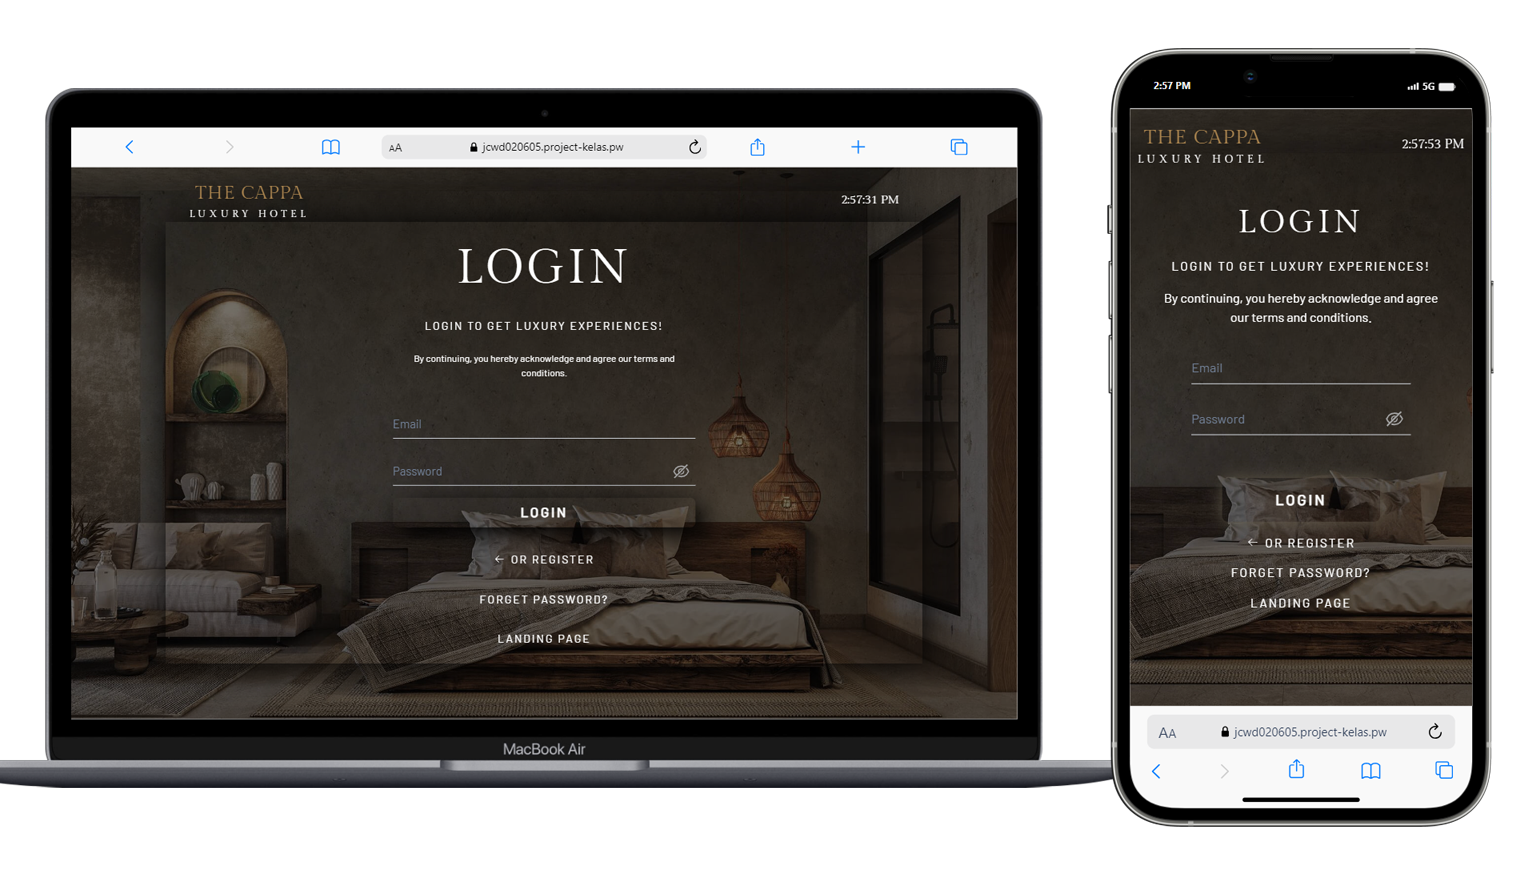 AA jcwd020605.project-kelas.pw
THE CAPPA
LUXURY HOTEL
2:57:31 PM
LOGIN
LOGIN TO GET LUXURY EXPERIENCES!
By continuing, you hereby acknowledge and agree our terms and
conditions.
Email
Password
LOGIN
← OR REGISTER
FORGET PASSWORD?
LANDING PAGE
MacBook Air
2:57 PM
5G
THE CAPPA
LUXURY HOTEL
2:57:53 PM
LOGIN
LOGIN TO GET LUXURY EXPERIENCES!
By continuing, you hereby acknowledge and agree
our terms and conditions.
Email
Password
LOGIN
← OR REGISTER
FORGET PASSWORD?
LANDING PAGE
AA jcwd020605.project-kelas.pw